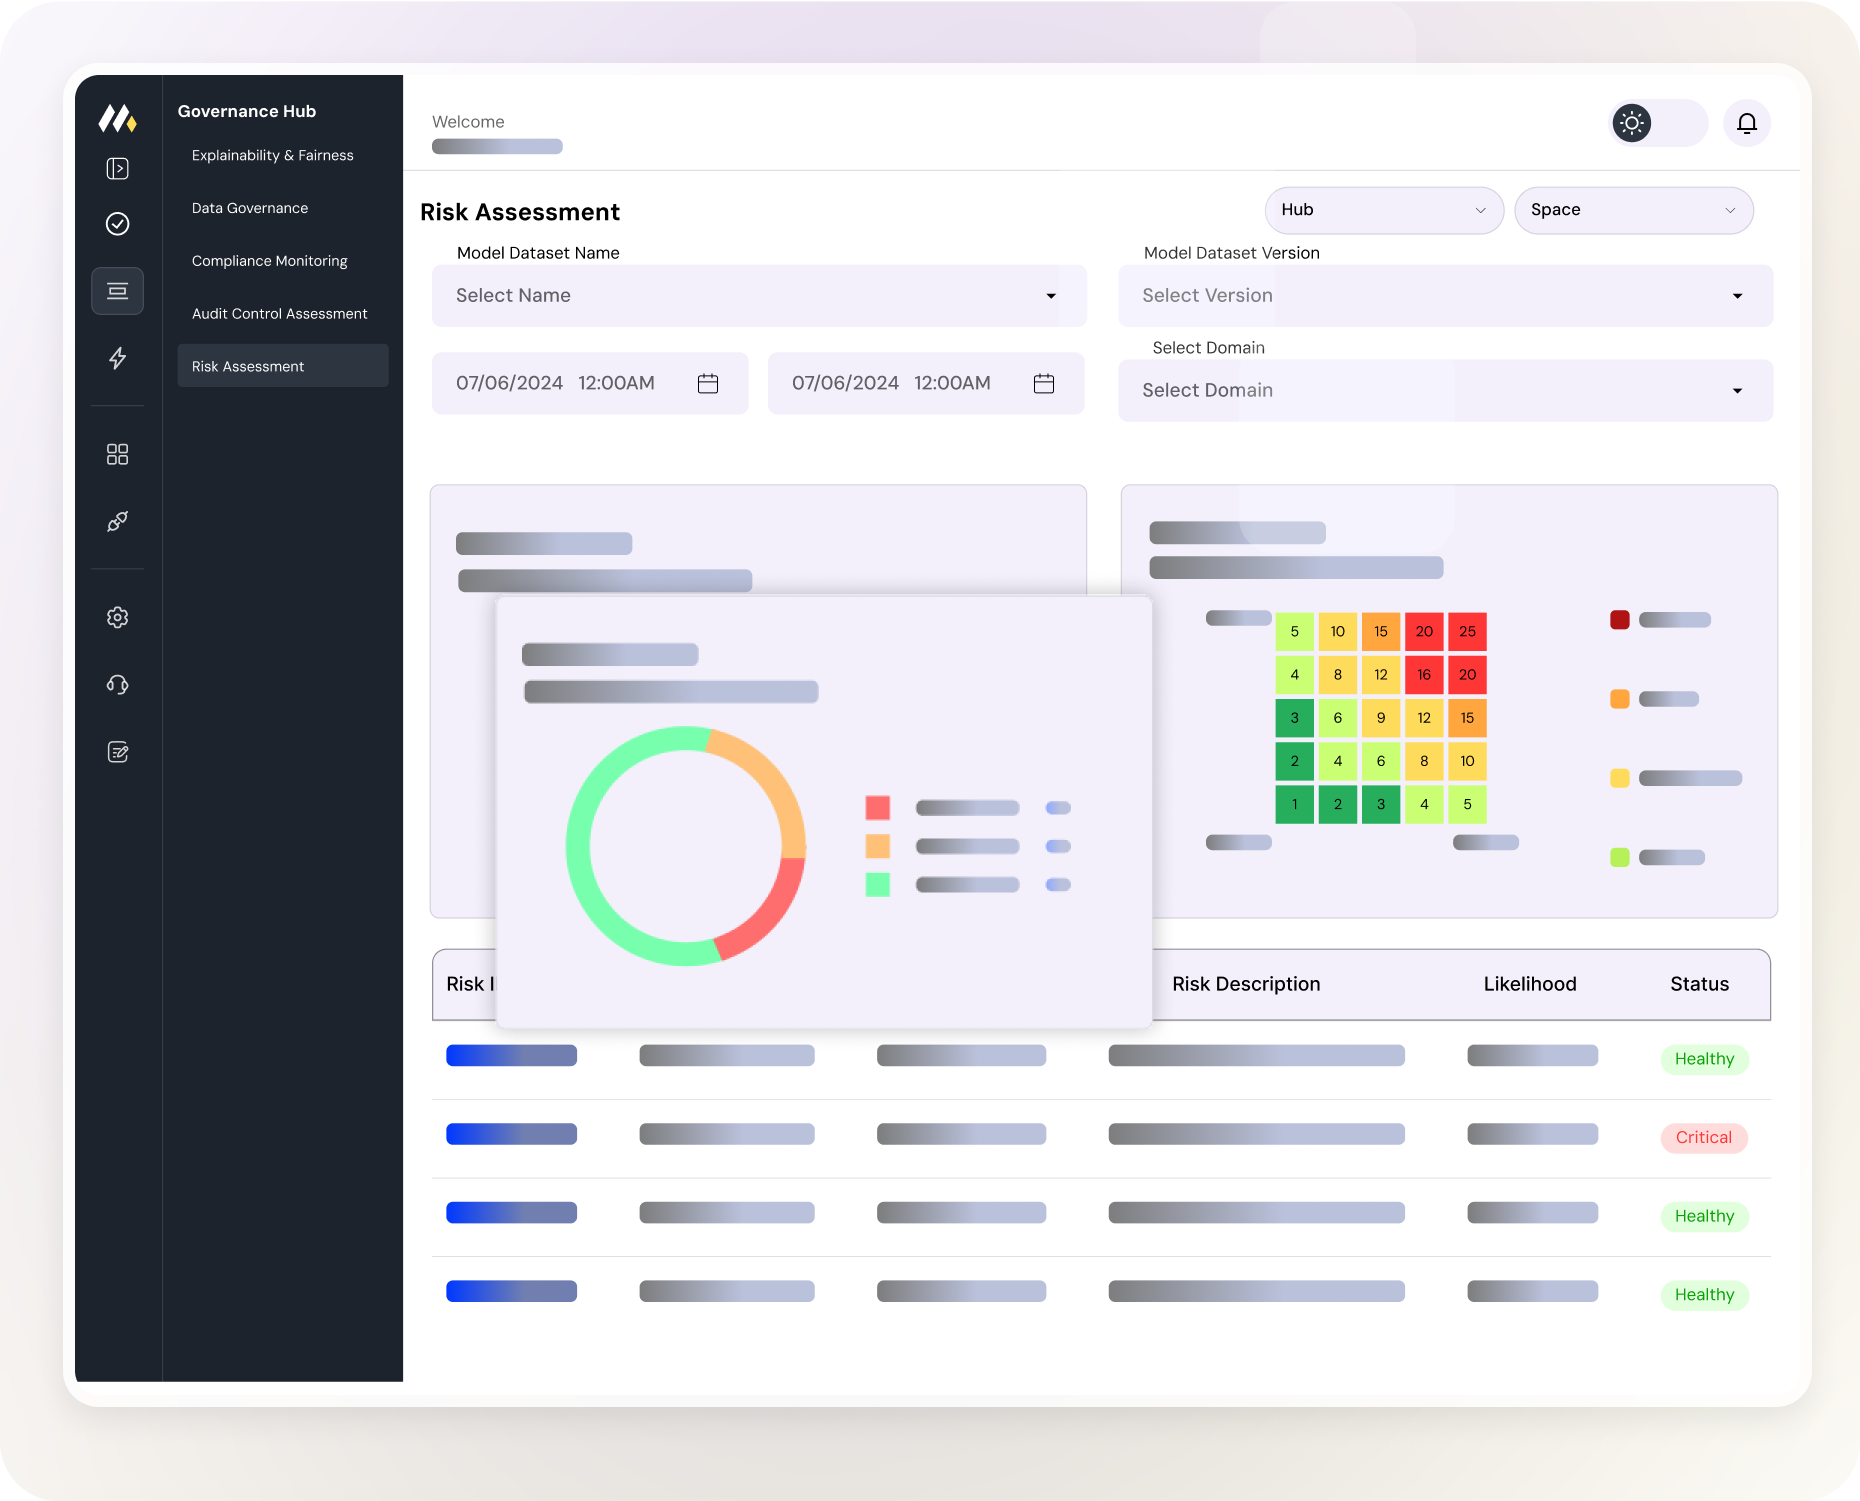 Governance Hub
Explainability & Fairness
Data Governance
Compliance Monitoring
Audit Control Assessment
Risk Assessment
Welcome
Risk Assessment
Hub
Space
Model Dataset Name
Model Dataset Version
Select Name
Select Version
Select Domain
07/06/2024 12:00AM
07/06/2024 12:00AM
Select Domain
5 10 15 20 25
4 8 12 16 20
3 6 9 12 15
2 4 6 8 10
1 2 3 4 5
Risk
Risk Description
Likelihood
Status
Healthy
Critical
Healthy
Healthy